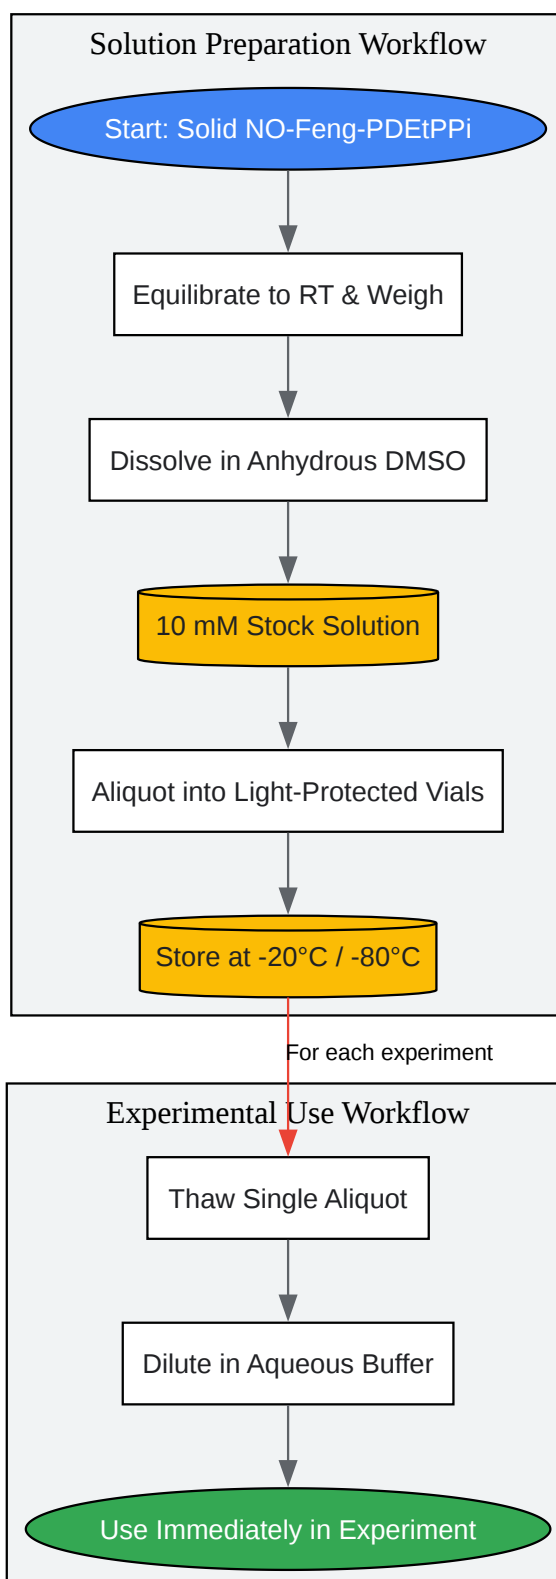 Solution Preparation Workflow
Start: Solid NO-Feng-PDEtPPi
Equilibrate to RT & Weigh
Dissolve in Anhydrous DMSO
10 mM Stock Solution
Aliquot into Light-Protected Vials
Store at -20°C / -80°C
For each experiment
Experimental Use Workflow
Thaw Single Aliquot
Dilute in Aqueous Buffer
Use Immediately in Experiment